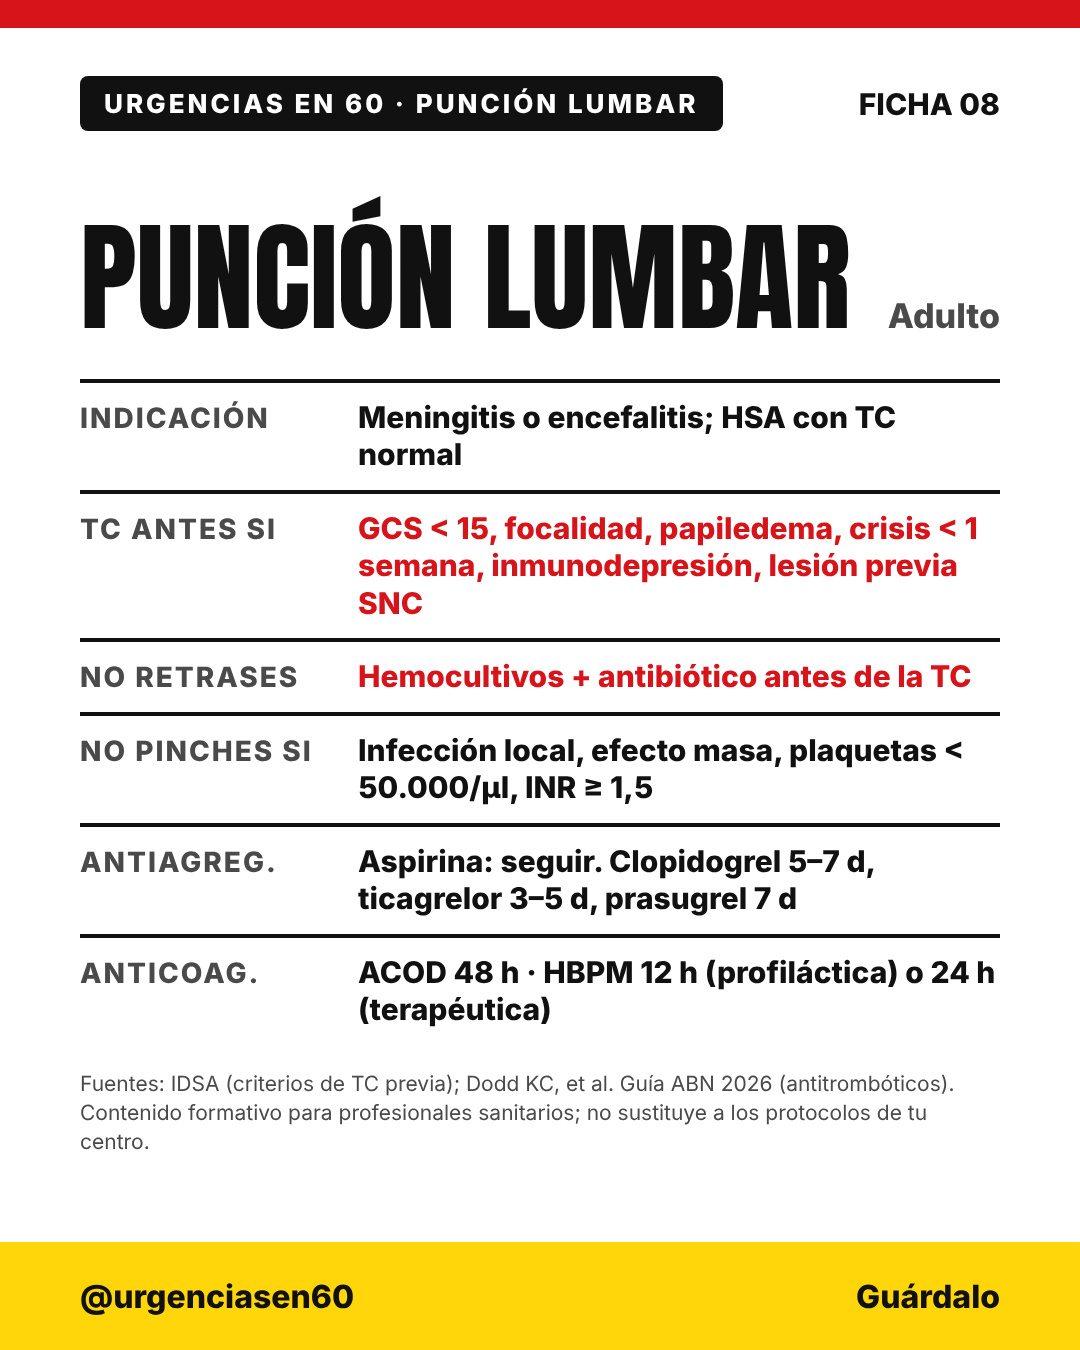 URGENCIAS EN 60 · PUNCIÓN LUMBAR
FICHA 08
PUNCIÓN LUMBAR
Adulto
INDICACIÓN
Meningitis o encefalitis; HSA con TC
normal
TC ANTES SI
GCS < 15, focalidad, papiledema, crisis < 1
semana, inmunodepresión, lesión previa
SNC
NO RETRASES
Hemocultivos + antibiótico antes de la TC
NO PINCHES SI
Infección local, efecto masa, plaquetas <
50.000/µl, INR ≥ 1,5
ANTIAGREG.
Aspirina: seguir. Clopidogrel 5–7 d,
ticagrelor 3–5 d, prasugrel 7 d
ANTICOAG.
ACOD 48 h · HBPM 12 h (profiláctica) o 24 h
(terapéutica)
Fuentes: IDSA (criterios de TC previa); Dodd KC, et al. Guía ABN 2026 (antitrombóticos).
Contenido formativo para profesionales sanitarios; no sustituye a los protocolos de tu
centro.
@urgenciasen60
Guárdalo